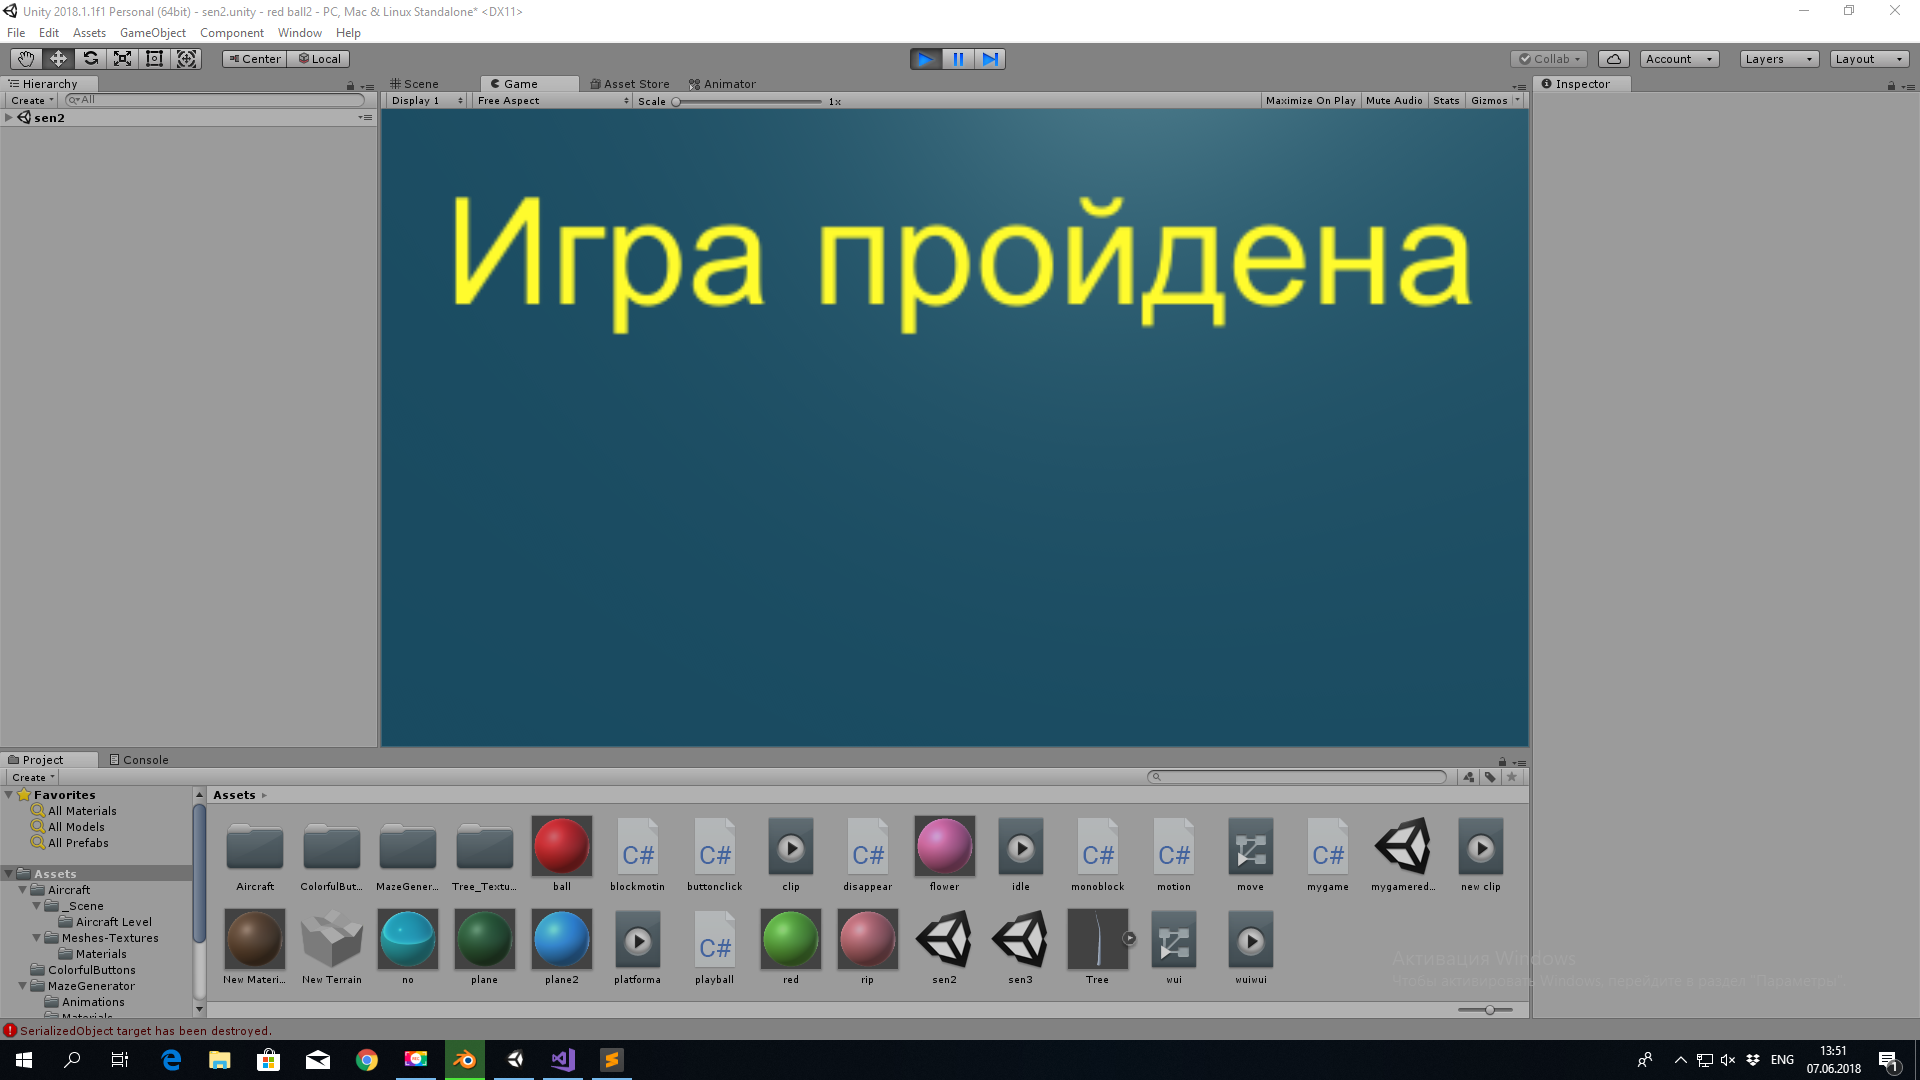 Unity 2018.1.1f1 Personal (64bit) - sen2.unity - red ball2 - PC, Mac & Linux Standalone* <DX11>
File Edit Assets GameObject Component Window Help
Center Local Collab Account Layers Layout
Hierarchy Scene Game Asset Store Animator Inspector
Create All Display 1 Free Aspect Scale 1x Maximize On Play Mute Audio Stats Gizmos
sen2
Игра пройдена
Project Console
Create
Favorites
All Materials
All Models
All Prefabs
Assets
Aircraft
_Scene
Aircraft Level
Meshes-Textures
Materials
ColorfulButtons
MazeGenerator
Animations
Materials
Assets
C# C# C# C# C# C#
Aircraft ColorfulBut... MazeGener... Tree_Textu... ball blockmotin buttonclick clip disappear flower idle monoblock motion move mygame mygamered... new clip
C#
New Materi... New Terrain no plane plane2 platforma playball red rip sen2 sen3 Tree wui wuiwui
Активация Windows
Чтобы активировать Windows, перейдите в раздел "Параметры".
SerializedObject target has been destroyed.
ENG
13:51
07.06.2018
1